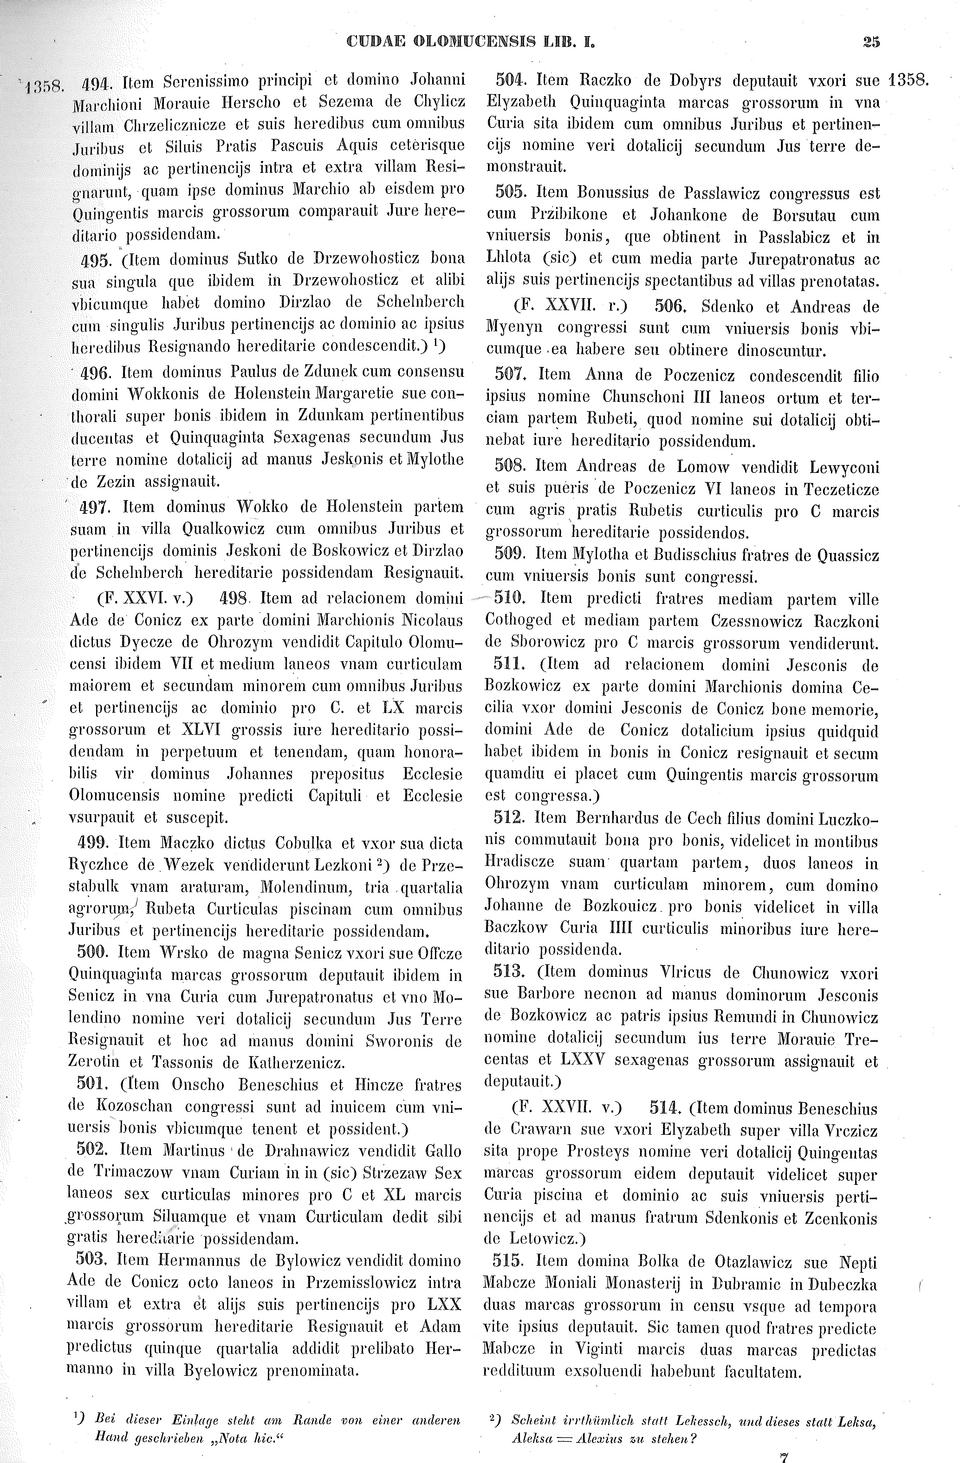 CUDAE OLOMUCENSIS LIB. I. 25
1358. 494. Item Serenissimo principi et domino Johanni
Marchioni Morauie Herscho et Sezema de Chylicz
villam Chrzelicznicze et suis heredibus cum omnibus
Juribus et Siluis Pratis Pascuis Aquis ceterisque
dominijs ac pertinencijs intra et extra villam Resi-
gnarunt, quam ipse dominus Marchio ab eisdem pro
Quingentis marcis grossorum comparauit Jure here-
ditario possidendam.
495. (Item dominus Sutko de Drzewohosticz bona
sua singula que ibidem in Drzewohosticz et alibi
vbicumque habet domino Dirzlao de Schelnberch
cum singulis Juribus pertinencijs ac dominio ac ipsius
heredibus Resignando hereditarie condescendit.) ¹)
496. Item dominus Paulus de Zdunek cum consensu
domini Wokkonis de Holenstein Margaretie sue con-
thorali super bonis ibidem in Zdunkam pertinentibus
ducentas et Quinquaginta Sexagenas secundum Jus
terre nomine dotalicij ad manus Jeskonis et Mylothe
de Zezin assignauit.
497. Item dominus Wokko de Holenstein partem
suam in villa Qualkowicz cum omnibus Juribus et
pertinencijs dominis Jeskoni de Boskowicz et Dirzlao
de Schelnberch hereditarie possidendam Resignauit.
(F. XXVI. v.) 498. Item ad relacionem domini
Ade de Conicz ex parte domini Marchionis Nicolaus
dictus Dyecze de Ohrozym vendidit Capitulo Olomu-
censi ibidem VII et medium laneos vnam curticulam
maiorem et secundam minorem cum omnibus Juribus
et pertinencijs ac dominio pro C. et LX marcis
grossorum et XLVI grossis iure hereditario possi-
dendam in perpetuum et tenendam, quam honora-
bilis vir dominus Johannes prepositus Ecclesie
Olomucensis nomine predicti Capituli et Ecclesie
vsurpauit et suscepit.
499. Item Maczko dictus Cobulka et vxor sua dicta
Ryczhce de Wezek vendiderunt Lezkoni ²) de Prze-
stabulk vnam araturam, Molendinum, tria quartalia
agrorum, Rubeta Curticulas piscinam cum omnibus
Juribus et pertinencijs hereditarie possidendam.
500. Item Wrsko de magna Senicz vxori sue Offcze
Quinquaginta marcas grossorum deputauit ibidem in
Senicz in vna Curia cum Jurepatronatus et vno Mo-
lendino nomine veri dotalicij secundum Jus Terre
Resignauit et hoc ad manus domini Sworonis de
Zerotin et Tassonis de Katherzenicz.
501. (Item Onscho Beneschius et Hincze fratres
de Kozoschan congressi sunt ad inuicem cum vni-
uersis bonis vbicumque tenent et possident.)
502. Item Martinus de Drahnawicz vendidit Gallo
de Trimaczow vnam Curiam in in (sic) Strzezaw Sex
laneos sex curticulas minores pro C et XL marcis
grossorum Siluamque et vnam Curticulam dedit sibi
gratis hereditarie possidendam.
503. Item Hermannus de Bylowicz vendidit domino
Ade de Conicz octo laneos in Przemisslowicz intra
villam et extra et alijs suis pertinencijs pro LXX
marcis grossorum hereditarie Resignauit et Adam
predictus quinque quartalia addidit prelibato Her-
manno in villa Byelowicz prenominata.
504. Item Raczko de Dobyrs deputauit vxori sue 1358.
Elyzabeth Quinquaginta marcas grossorum in vna
Curia sita ibidem cum omnibus Juribus et pertinen-
cijs nomine veri dotalicij secundum Jus terre de-
monstrauit.
505. Item Bonussius de Passlawicz congressus est
cum Przibikone et Johankone de Borsutau cum
vniuersis bonis, que obtinent in Passlabicz et in
Lhlota (sic) et cum media parte Jurepatronatus ac
alijs suis pertinencijs spectantibus ad villas prenotatas.
(F. XXVII. r.) 506. Sdenko et Andreas de
Myenyn congressi sunt cum vniuersis bonis vbi-
cumque ea habere seu obtinere dinoscuntur.
507. Item Anna de Poczenicz condescendit filio
ipsius nomine Chunschoni III laneos ortum et ter-
ciam partem Rubeti, quod nomine sui dotalicij obti-
nebat iure hereditario possidendum.
508. Item Andreas de Lomow vendidit Lewyconi
et suis pueris de Poczenicz VI laneos in Teczeticze
cum agris pratis Rubetis curticulis pro C marcis
grossorum hereditarie possidendos.
509. Item Mylotha et Budisschius fratres de Quassicz
cum vniuersis bonis sunt congressi.
510. Item predicti fratres mediam partem ville
Cothoged et mediam partem Czessnowicz Raczkoni
de Sborowicz pro C marcis grossorum vendiderunt.
511. (Item ad relacionem domini Jesconis de
Bozkowicz ex parte domini Marchionis domina Ce-
cilia vxor domini Jesconis de Conicz bone memorie,
domini Ade de Conicz dotalicium ipsius quidquid
habet ibidem in bonis in Conicz resignauit et secum
quamdiu ei placet cum Quingentis marcis grossorum
est congressa.)
512. Item Bernhardus de Cech filius domini Luczko-
nis commutauit bona pro bonis, videlicet in montibus
Hradiscze suam quartam partem, duos laneos in
Ohrozym vnam curticulam minorem, cum domino
Johanne de Bozkouicz pro bonis videlicet in villa
Baczkow Curia IIII curticulis minoribus iure here-
ditario possidenda.
513. (Item dominus Vlricus de Chunowicz vxori
sue Barbore necnon ad manus dominorum Jesconis
de Bozkowicz ac patris ipsius Remundi in Chunowicz
nomine dotalicij secundum ius terre Morauie Tre-
centas et LXXV sexagenas grossorum assignauit et
deputauit.)
(F. XXVII. v.) 514. (Item dominus Beneschius
de Crawarn sue vxori Elyzabeth super villa Vrczicz
sita prope Prosteys nomine veri dotalicij Quingentas
marcas grossorum eidem deputauit videlicet super
Curia piscina et dominio ac suis vniuersis perti-
nencijs et ad manus fratrum Sdenkonis et Zcenkonis
de Letowicz.)
515. Item domina Bolka de Otazlawicz sue Nepti
Mabcze Moniali Monasterij in Dubramic in Dubeczka
duas marcas grossorum in censu vsque ad tempora
vite ipsius deputauit. Sic tamen quod fratres predicte
Mabcze in Viginti marcis duas marcas predictas
reddituum exsoluendi habebunt facultatem.
¹) Bei dieser Einlage steht am Rande von einer anderen
Hand geschrieben „Nota hic.“
²) Scheint irrthümlich statt Lekessch, und dieses statt Leksa,
Aleksa = Alexius zu stehen?
7